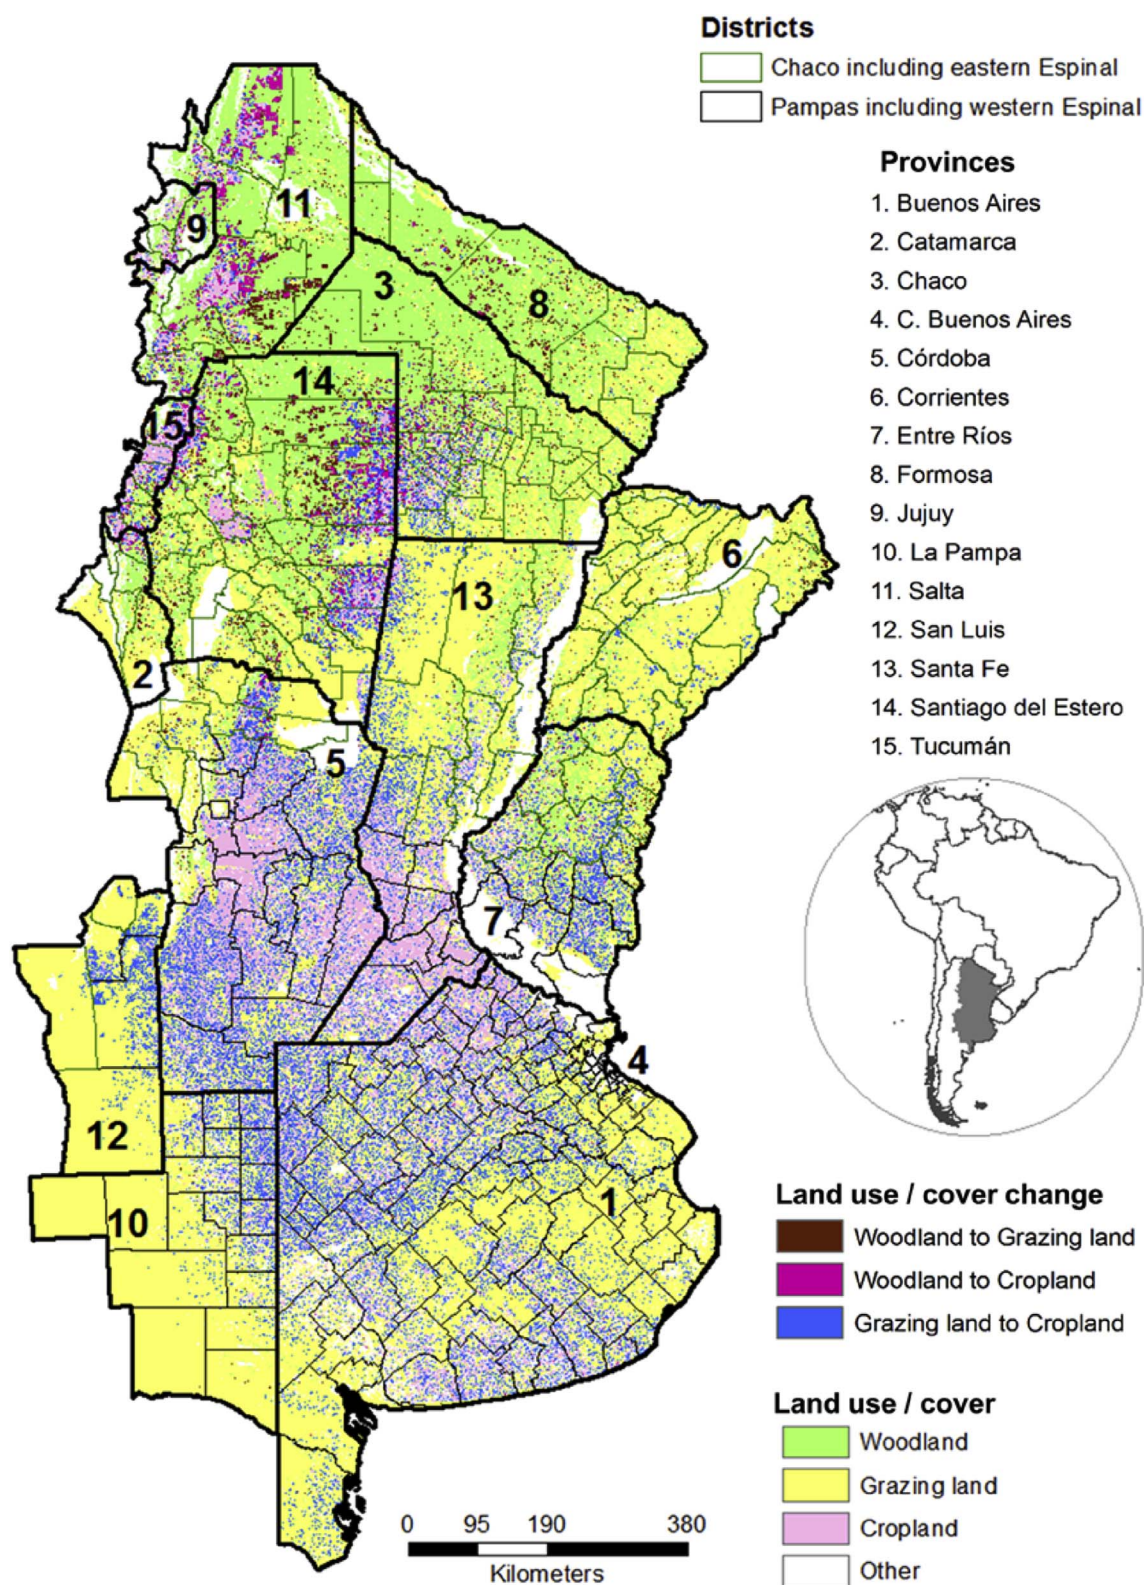 Districts
Chaco including eastern Espinal
Pampas including western Espinal
Provinces
1. Buenos Aires
2. Catamarca
3. Chaco
4. C. Buenos Aires
5. Córdoba
6. Corrientes
7. Entre Ríos
8. Formosa
9. Jujuy
10. La Pampa
11. Salta
12. San Luis
13. Santa Fe
14. Santiago del Estero
15. Tucumán
11
9
3
8
14
15
6
13
2
5
7
4
12
1
10
Land use / cover change
Woodland to Grazing land
Woodland to Cropland
Grazing land to Cropland
Land use / cover
Woodland
Grazing land
Cropland
Other
0 95 190 380
Kilometers